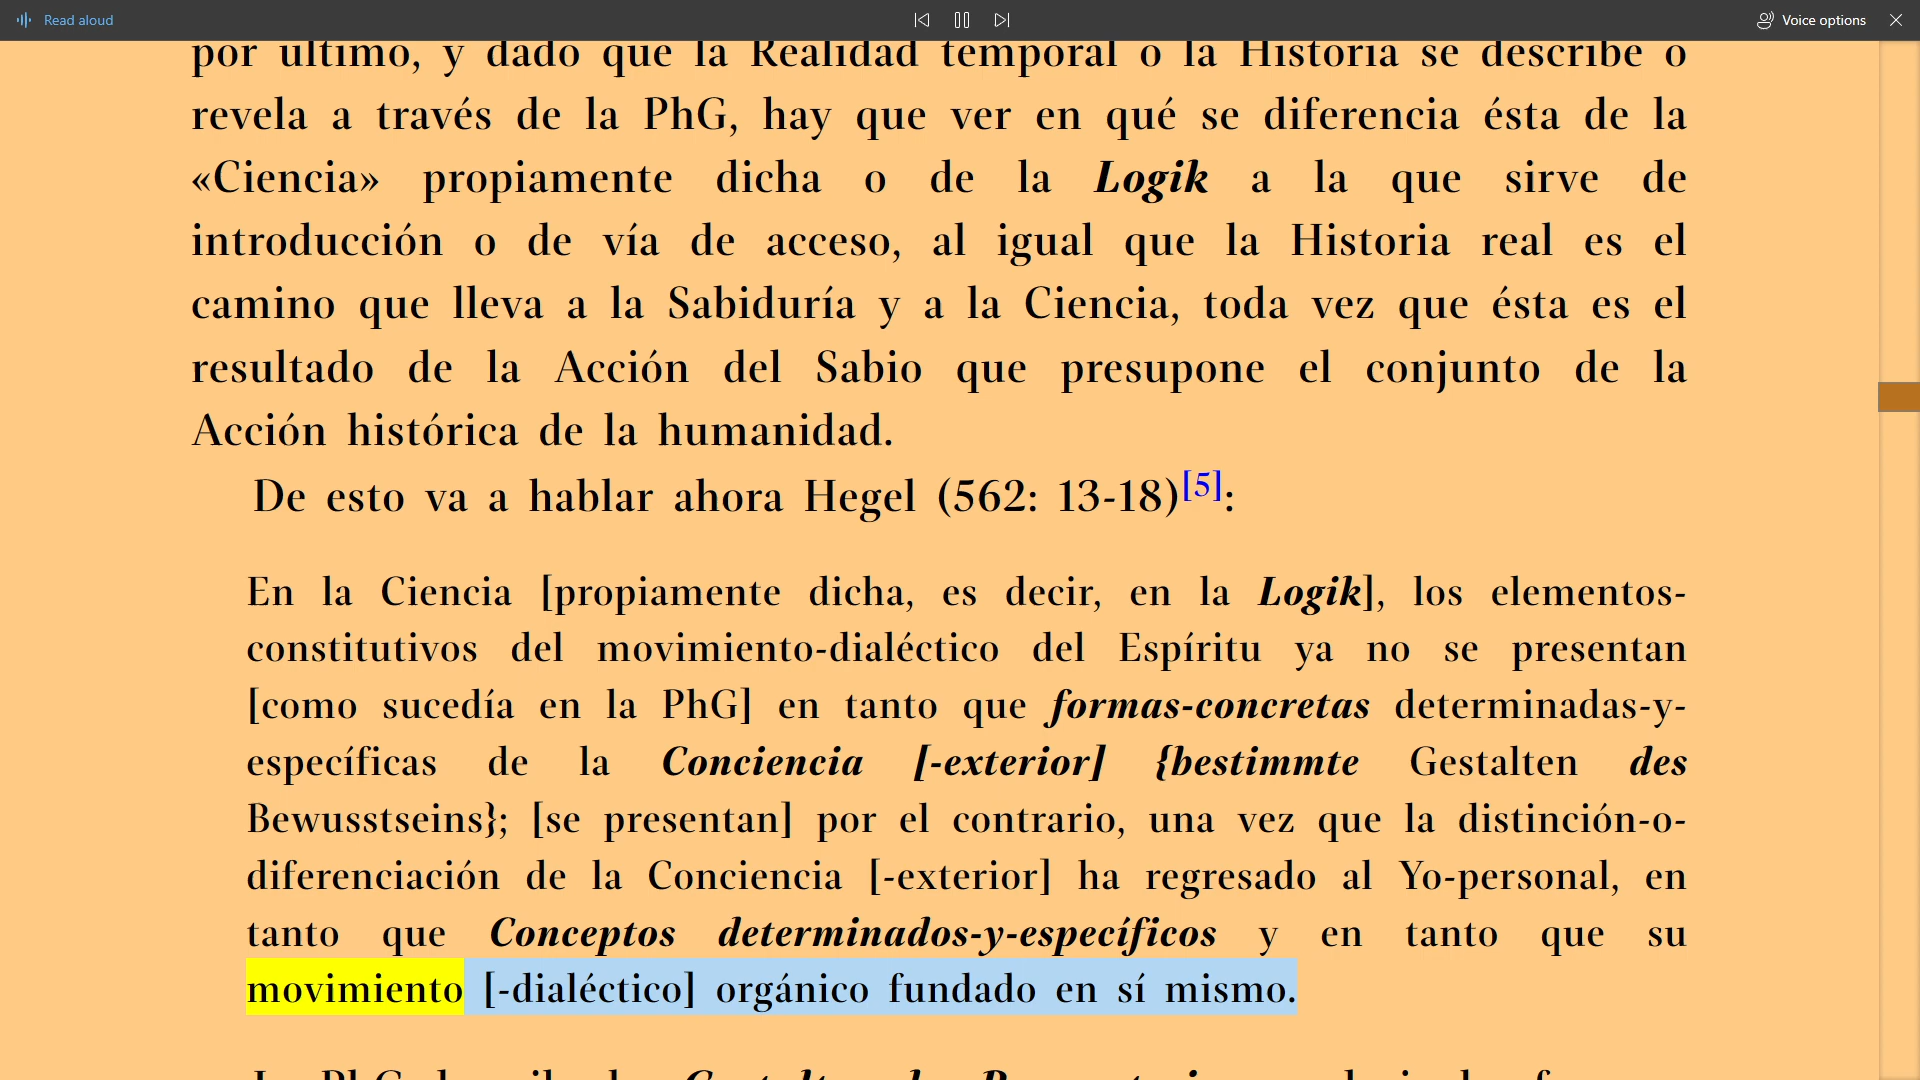 Read aloud
Voice options
por último, y dado que la Realidad temporal o la Historia se describe o
revela a través de la PhG, hay que ver en qué se diferencia ésta de la
«Ciencia» propiamente dicha o de la Logik a la que sirve de
introducción o de vía de acceso, al igual que la Historia real es el
camino que lleva a la Sabiduría y a la Ciencia, toda vez que ésta es el
resultado de la Acción del Sabio que presupone el conjunto de la
Acción histórica de la humanidad.
De esto va a hablar ahora Hegel (562: 13-18)[5]:
En la Ciencia [propiamente dicha, es decir, en la Logik], los elementos-
constitutivos del movimiento-dialéctico del Espíritu ya no se presentan
[como sucedía en la PhG] en tanto que formas-concretas determinadas-y-
específicas de la Conciencia [-exterior] {bestimmte Gestalten des
Bewusstseins}; [se presentan] por el contrario, una vez que la distinción-o-
diferenciación de la Conciencia [-exterior] ha regresado al Yo-personal, en
tanto que Conceptos determinados-y-específicos y en tanto que su
movimiento [-dialéctico] orgánico fundado en sí mismo.